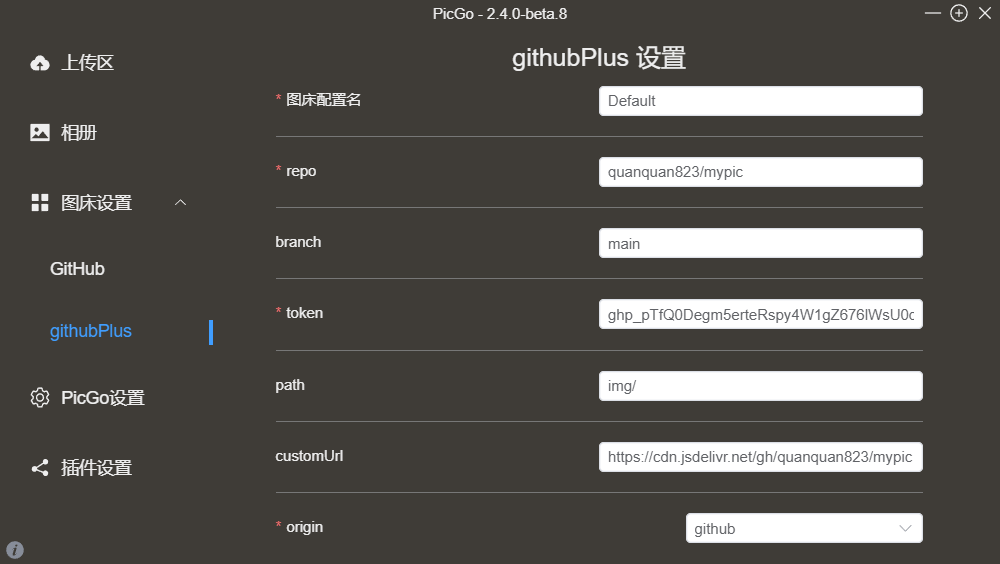 PicGo - 2.4.0-beta.8
上传区
相册
图床设置
GitHub
githubPlus
PicGo设置
插件设置
githubPlus 设置
* 图床配置名
Default
* repo
quanquan823/mypic
branch
main
* token
path
img/
customUrl
https://cdn.jsdelivr.net/gh/quanquan823/mypic
* origin
github